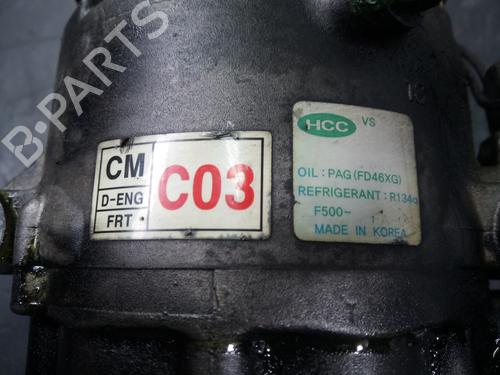 B-PARTS
CM
D-ENG
FRT
C03
HCC VS
OIL : PAG (FD46XG)
REFRIGERANT : R134a
F500-
MADE IN KOREA